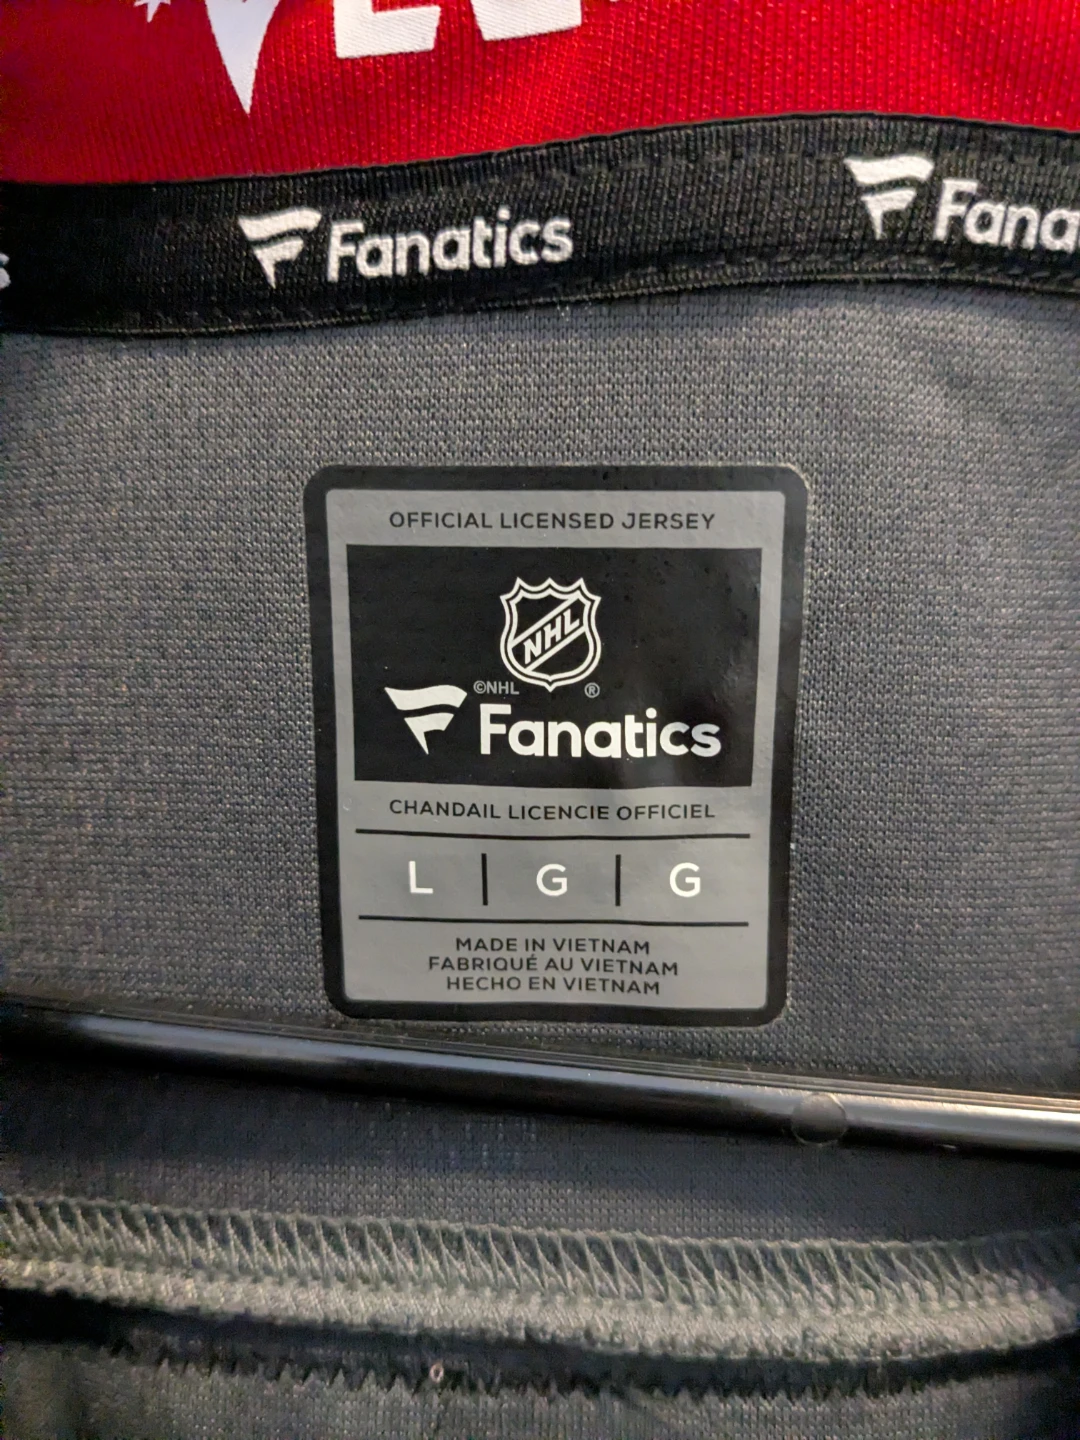 Fanatics
OFFICIAL LICENSED JERSEY
NHL
©NHL ®
Fanatics
CHANDAIL LICENCIE OFFICIEL
L | G | G
MADE IN VIETNAM
FABRIQUÉ AU VIETNAM
HECHO EN VIETNAM